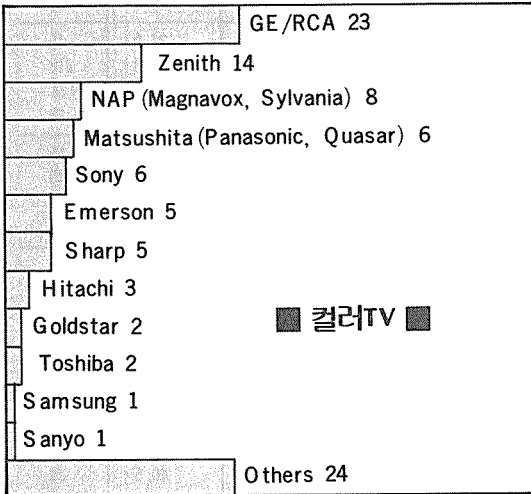 GE/RCA 23
Zenith 14
NAP (Magnavox, Sylvania) 8
Matsushita (Panasonic, Quasar) 6
Sony 6
Emerson 5
Sharp 5
Hitachi 3
Goldstar 2
Toshiba 2
Samsung 1
Sanyo 1
Others 24
■ 컬러TV ■